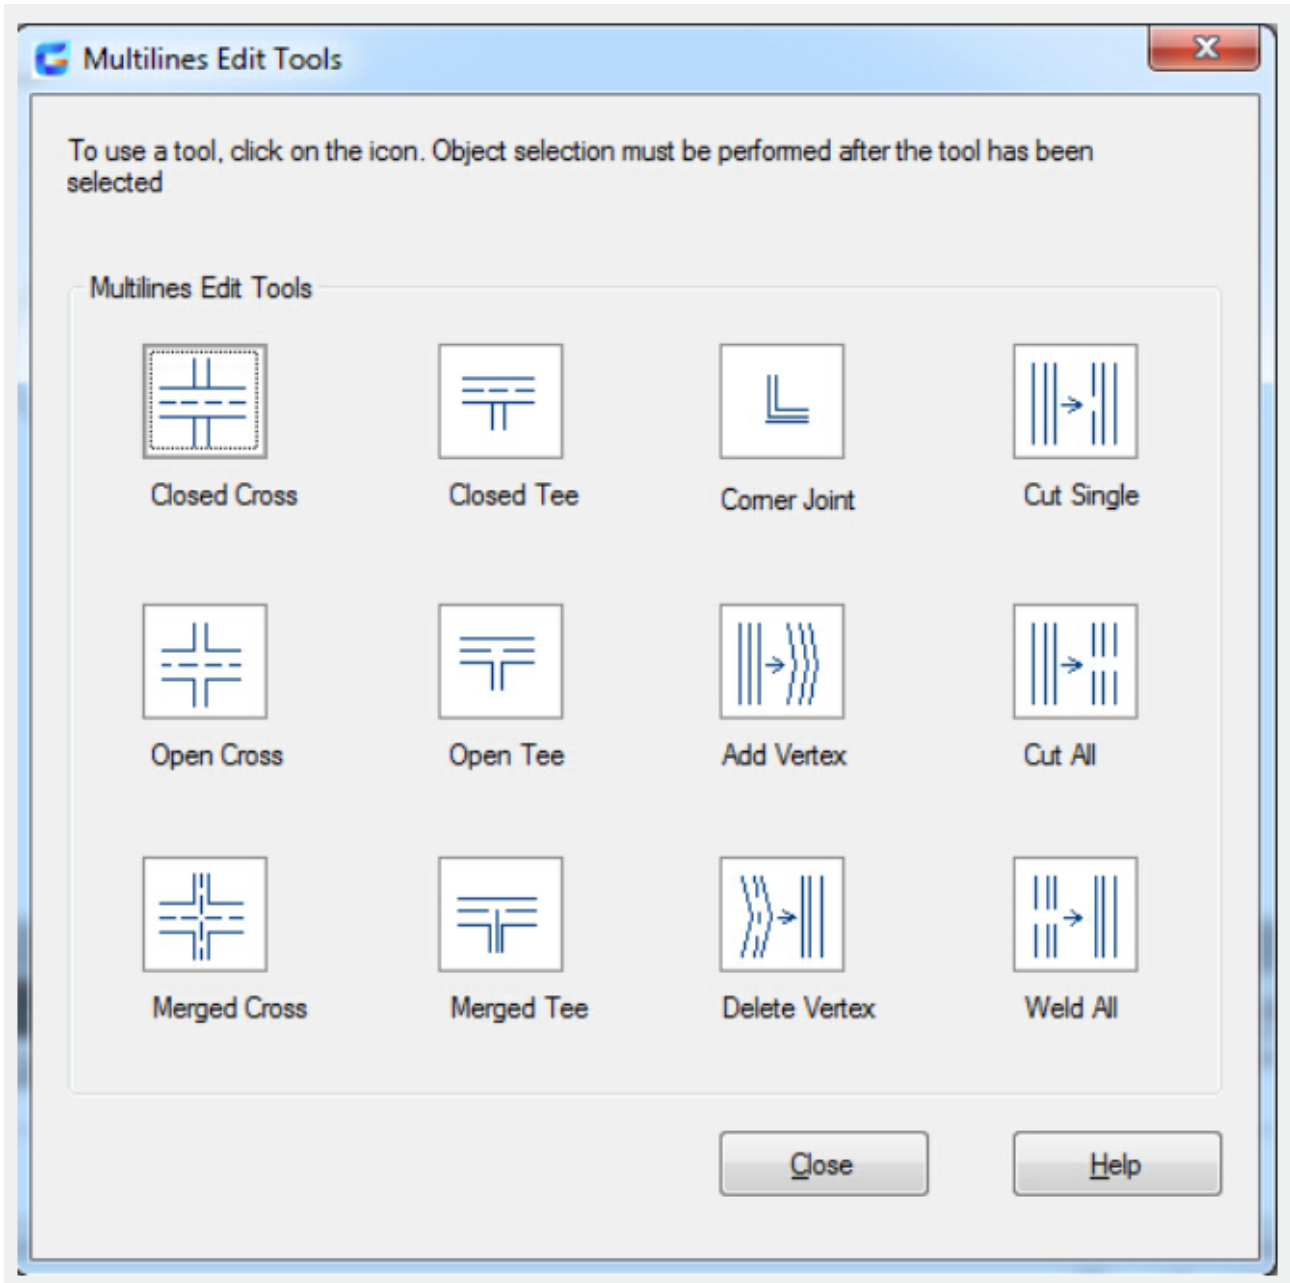 Multilines Edit Tools
To use a tool, click on the icon. Object selection must be performed after the tool has been
selected
Multilines Edit Tools
Closed Cross
Closed Tee
Corner Joint
Cut Single
Open Cross
Open Tee
Add Vertex
Cut All
Merged Cross
Merged Tee
Delete Vertex
Weld All
Close
Help